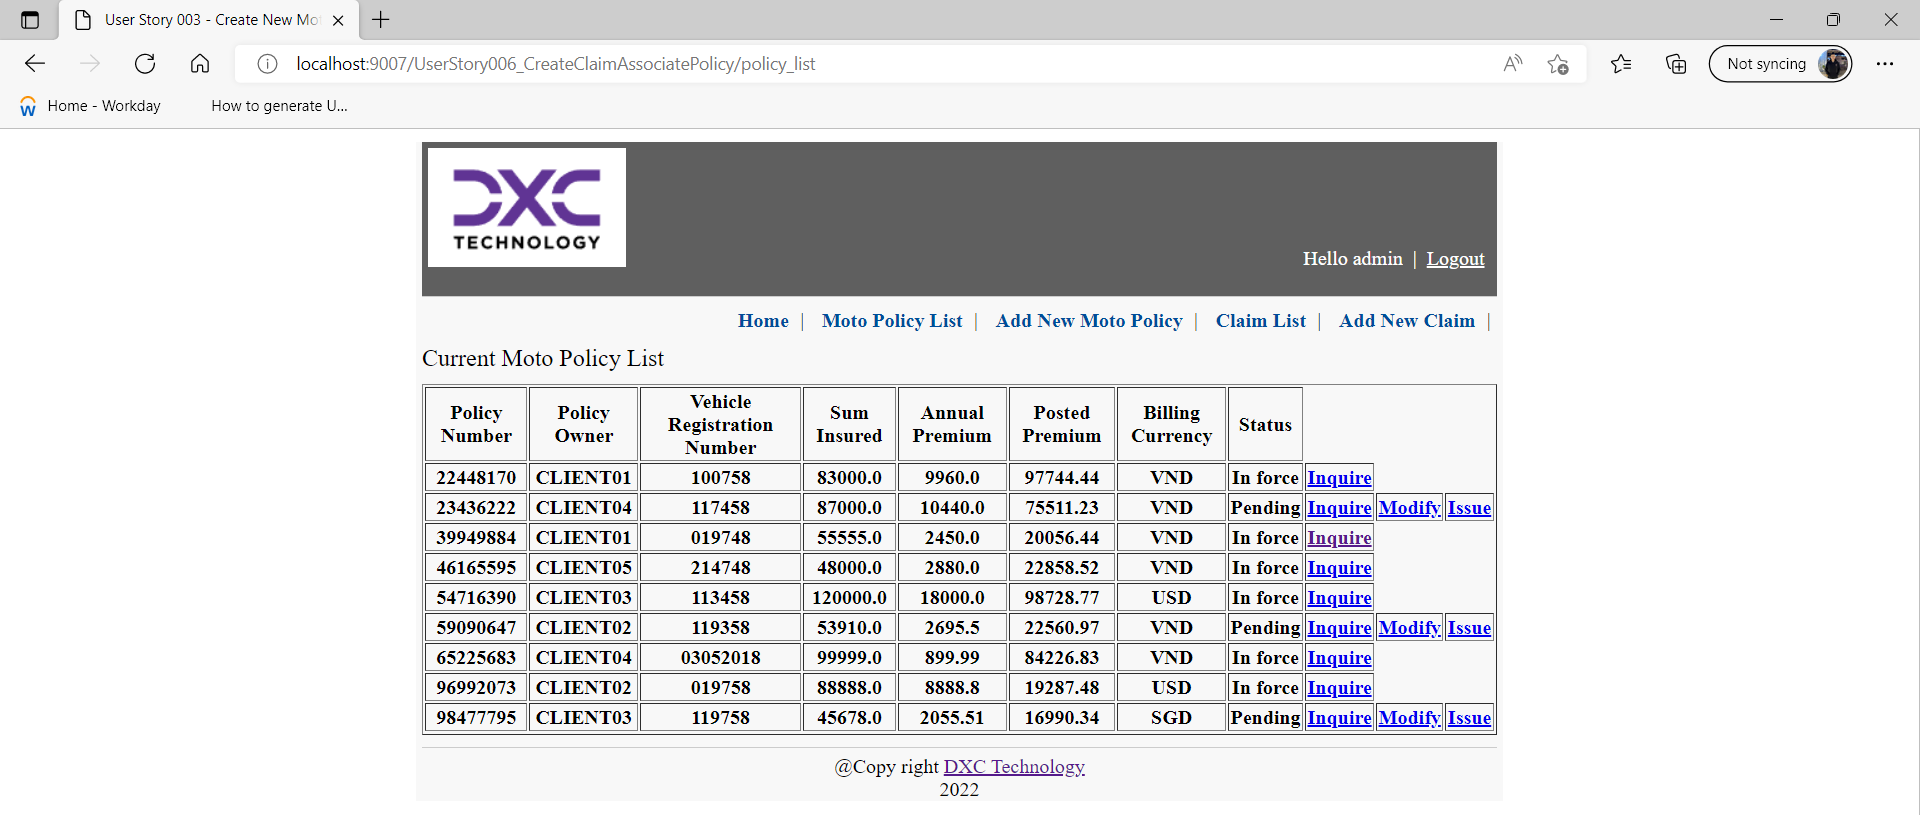 User Story 003 - Create New Mo
localhost:9007/UserStory006_CreateClaimAssociatePolicy/policy_list
Not syncing
Home - Workday How to generate U...
DXC
TECHNOLOGY
Hello admin | Logout
Home | Moto Policy List | Add New Moto Policy | Claim List | Add New Claim |
Current Moto Policy List
Policy Number Policy Owner Vehicle Registration Number Sum Insured Annual Premium Posted Premium Billing Currency Status
22448170 CLIENT01 100758 83000.0 9960.0 97744.44 VND In force Inquire
23436222 CLIENT04 117458 87000.0 10440.0 75511.23 VND Pending Inquire Modify Issue
39949884 CLIENT01 019748 55555.0 2450.0 20056.44 VND In force Inquire
46165595 CLIENT05 214748 48000.0 2880.0 22858.52 VND In force Inquire
54716390 CLIENT03 113458 120000.0 18000.0 98728.77 USD In force Inquire
59090647 CLIENT02 119358 53910.0 2695.5 22560.97 VND Pending Inquire Modify Issue
65225683 CLIENT04 03052018 99999.0 899.99 84226.83 VND In force Inquire
96992073 CLIENT02 019758 88888.0 8888.8 19287.48 USD In force Inquire
98477795 CLIENT03 119758 45678.0 2055.51 16990.34 SGD Pending Inquire Modify Issue
@Copy right DXC Technology
2022